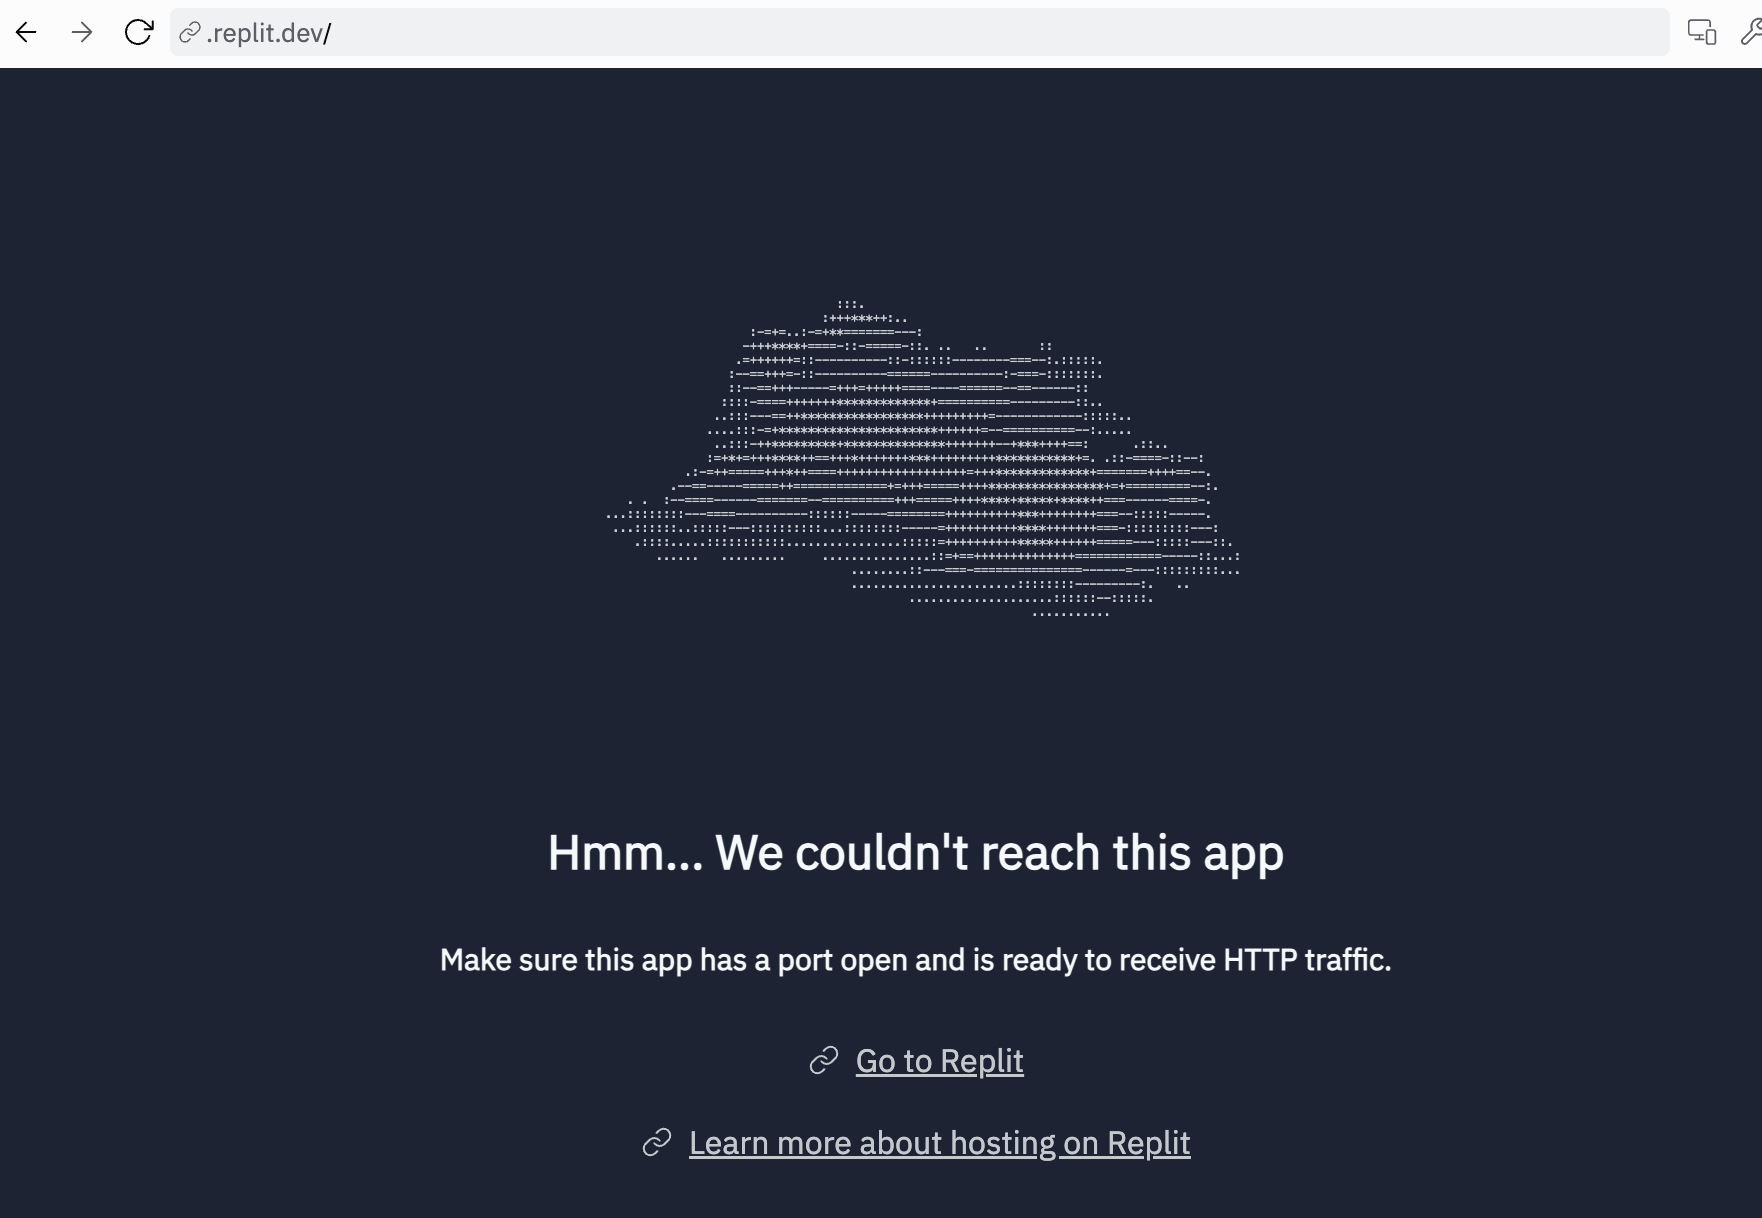 .replit.dev/
Hmm... We couldn't reach this app
Make sure this app has a port open and is ready to receive HTTP traffic.
Go to Replit
Learn more about hosting on Replit